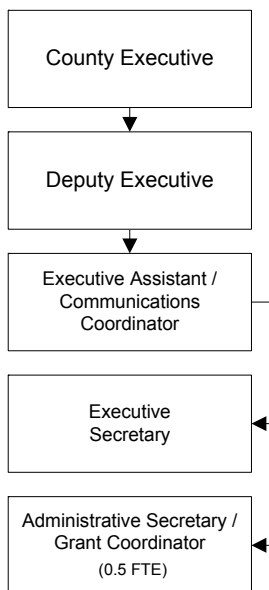 County Executive
Deputy Executive
Executive Assistant /
Communications
Coordinator
Executive
Secretary
Administrative Secretary /
Grant Coordinator
(0.5 FTE)